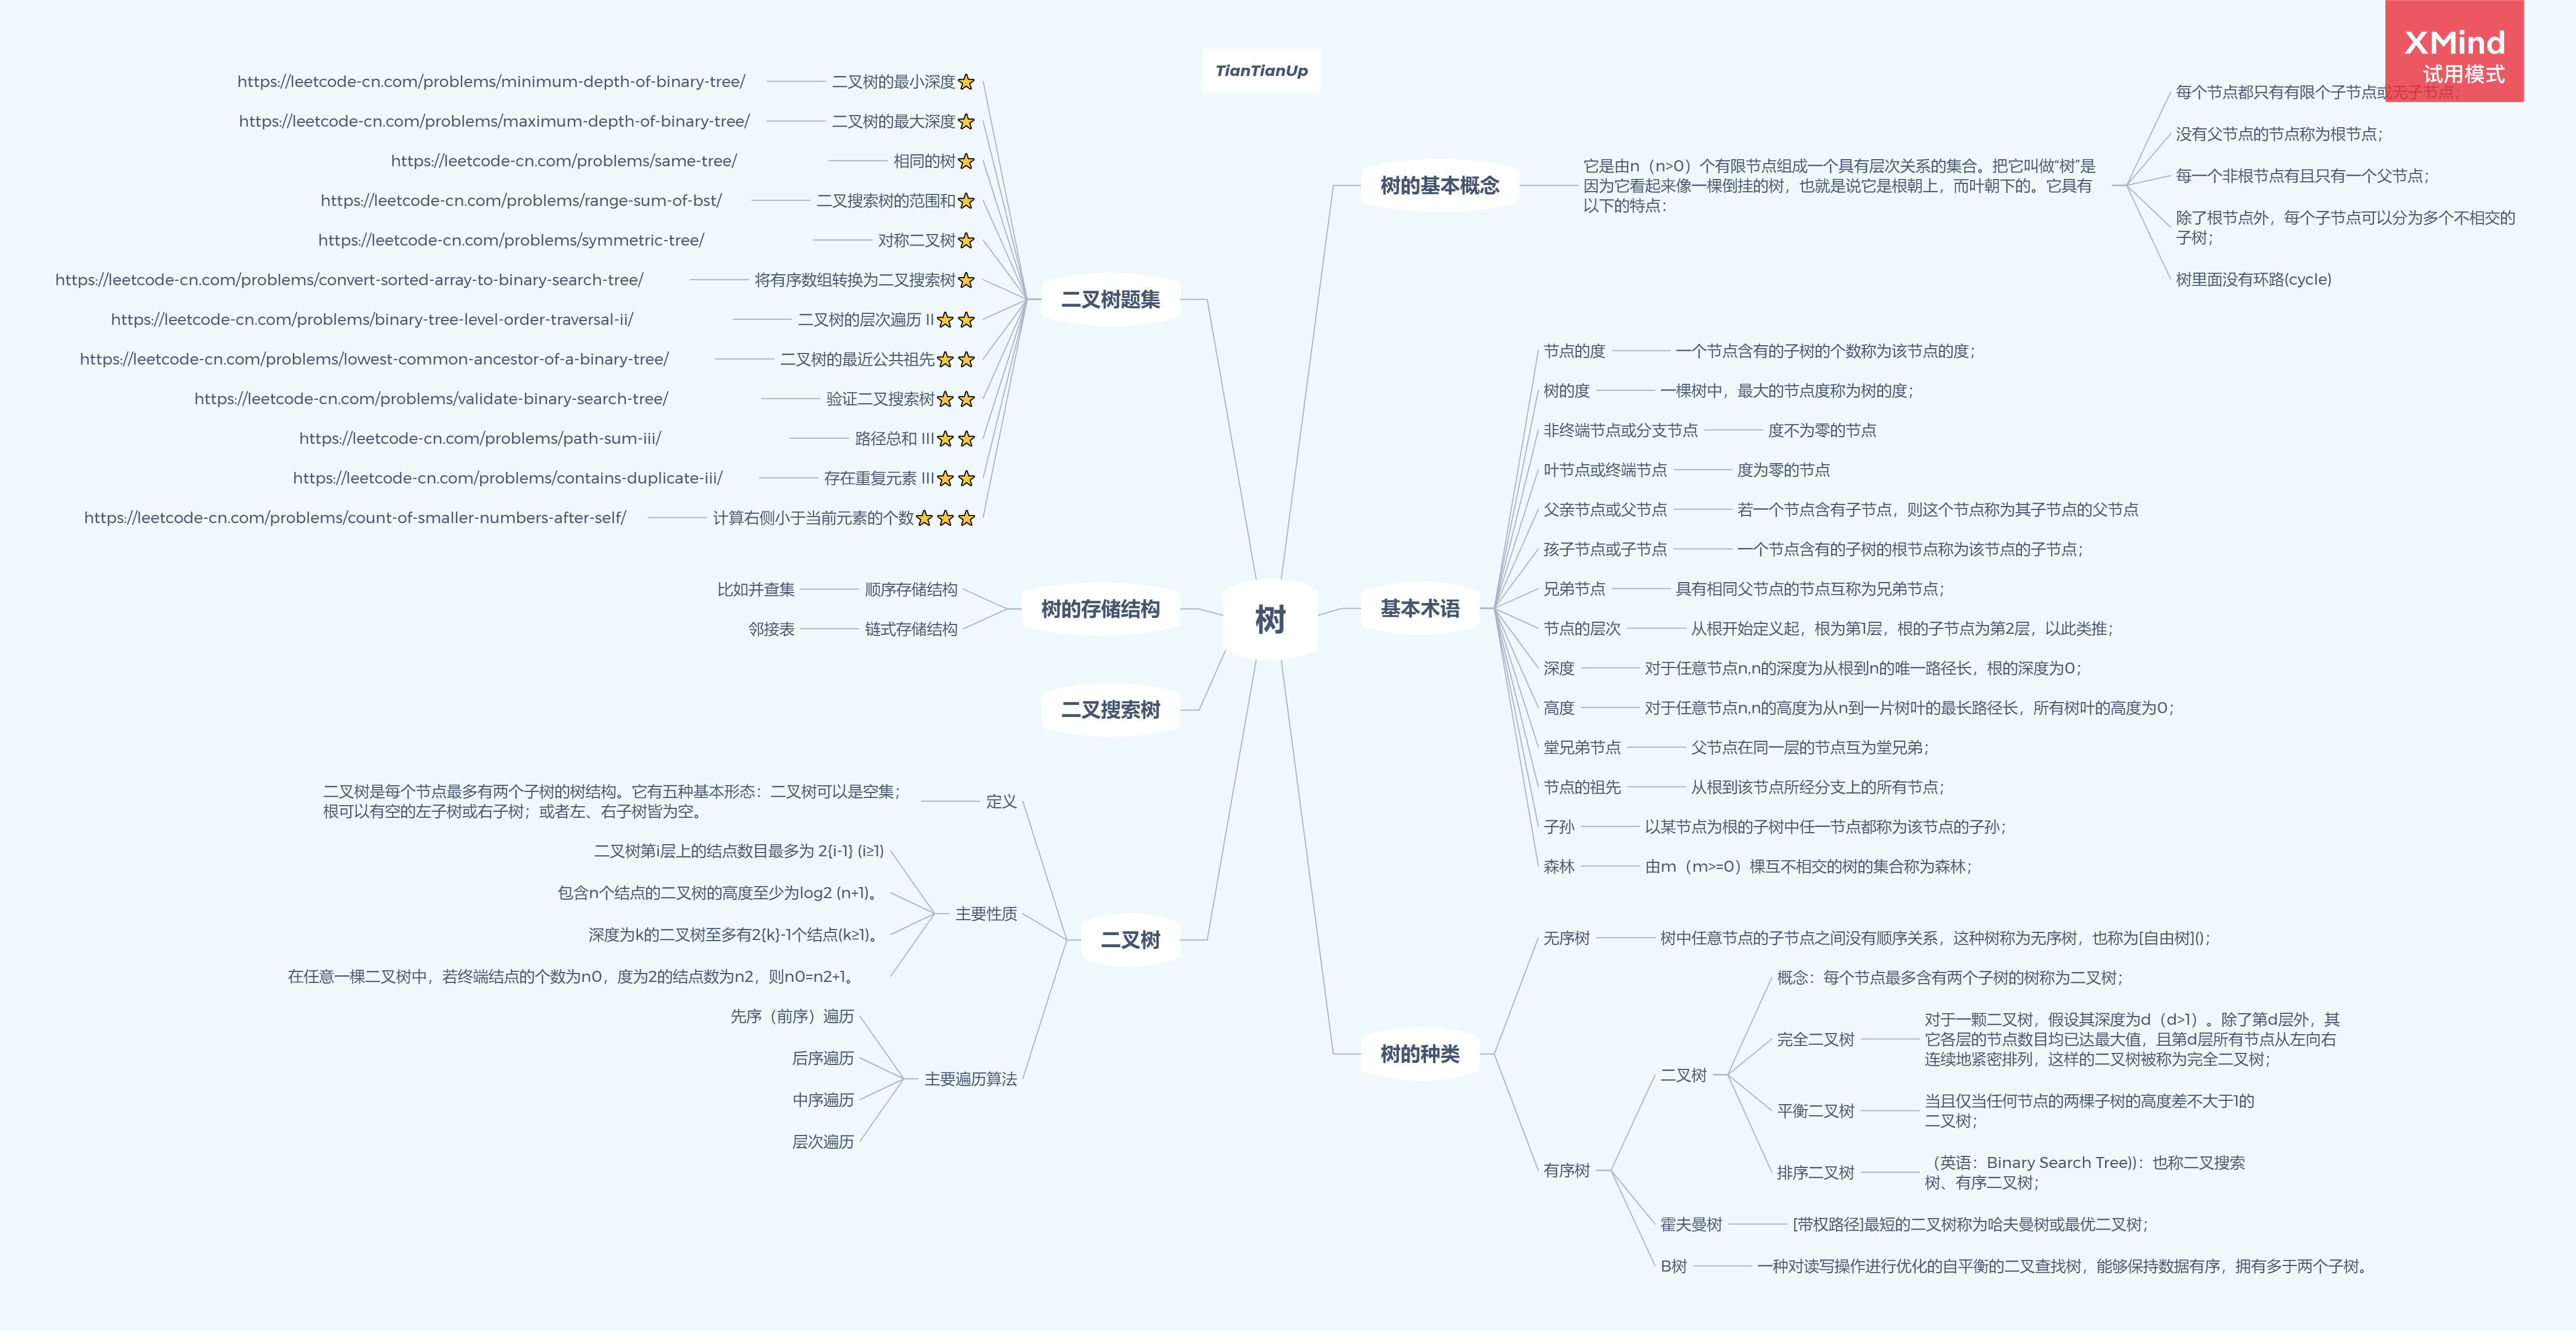 XMind
试用模式
TianTianUp
树
树的基本概念
它是由n（n>0）个有限节点组成一个具有层次关系的集合。把它叫做“树”是
因为它看起来像一棵倒挂的树，也就是说它是根朝上，而叶朝下的。它具有
以下的特点：
每个节点都只有有限个子节点或无子节点；
没有父节点的节点称为根节点；
每一个非根节点有且只有一个父节点；
除了根节点外，每个子节点可以分为多个不相交的
子树；
树里面没有环路(cycle)
基本术语
节点的度
一个节点含有的子树的个数称为该节点的度；
树的度
一棵树中，最大的节点度称为树的度；
非终端节点或分支节点
度不为零的节点
叶节点或终端节点
度为零的节点
父亲节点或父节点
若一个节点含有子节点，则这个节点称为其子节点的父节点
孩子节点或子节点
一个节点含有的子树的根节点称为该节点的子节点；
兄弟节点
具有相同父节点的节点互称为兄弟节点；
节点的层次
从根开始定义起，根为第1层，根的子节点为第2层，以此类推；
深度
对于任意节点n,n的深度为从根到n的唯一路径长，根的深度为0；
高度
对于任意节点n,n的高度为从n到一片树叶的最长路径长，所有树叶的高度为0；
堂兄弟节点
父节点在同一层的节点互为堂兄弟；
节点的祖先
从根到该节点所经分支上的所有节点；
子孙
以某节点为根的子树中任一节点都称为该节点的子孙；
森林
由m（m>=0）棵互不相交的树的集合称为森林；
树的种类
无序树
树中任意节点的子节点之间没有顺序关系，这种树称为无序树，也称为[自由树]();
有序树
二叉树
概念：每个节点最多含有两个子树的树称为二叉树；
完全二叉树
对于一颗二叉树，假设其深度为d（d>1）。除了第d层外，其
它各层的节点数目均已达最大值，且第d层所有节点从左向右
连续地紧密排列，这样的二叉树被称为完全二叉树；
平衡二叉树
当且仅当任何节点的两棵子树的高度差不大于1的
二叉树；
排序二叉树
（英语：Binary Search Tree))：也称二叉搜索
树、有序二叉树；
霍夫曼树
[带权路径]最短的二叉树称为哈夫曼树或最优二叉树；
B树
一种对读写操作进行优化的自平衡的二叉查找树，能够保持数据有序，拥有多于两个子树。
二叉树题集
二叉树的最小深度
https://leetcode-cn.com/problems/minimum-depth-of-binary-tree/
二叉树的最大深度
https://leetcode-cn.com/problems/maximum-depth-of-binary-tree/
相同的树
https://leetcode-cn.com/problems/same-tree/
二叉搜索树的范围和
https://leetcode-cn.com/problems/range-sum-of-bst/
对称二叉树
https://leetcode-cn.com/problems/symmetric-tree/
将有序数组转换为二叉搜索树
https://leetcode-cn.com/problems/convert-sorted-array-to-binary-search-tree/
二叉树的层次遍历 II
https://leetcode-cn.com/problems/binary-tree-level-order-traversal-ii/
二叉树的最近公共祖先
https://leetcode-cn.com/problems/lowest-common-ancestor-of-a-binary-tree/
验证二叉搜索树
https://leetcode-cn.com/problems/validate-binary-search-tree/
路径总和 III
https://leetcode-cn.com/problems/path-sum-iii/
存在重复元素 III
https://leetcode-cn.com/problems/contains-duplicate-iii/
计算右侧小于当前元素的个数
https://leetcode-cn.com/problems/count-of-smaller-numbers-after-self/
树的存储结构
顺序存储结构
比如并查集
链式存储结构
邻接表
二叉搜索树
二叉树
定义
二叉树是每个节点最多有两个子树的树结构。它有五种基本形态：二叉树可以是空集；
根可以有空的左子树或右子树；或者左、右子树皆为空。
主要性质
二叉树第i层上的结点数目最多为 2{i-1} (i≥1)
包含n个结点的二叉树的高度至少为log2 (n+1)。
深度为k的二叉树至多有2{k}-1个结点(k≥1)。
在任意一棵二叉树中，若终端结点的个数为n0，度为2的结点数为n2，则n0=n2+1。
主要遍历算法
先序（前序）遍历
后序遍历
中序遍历
层次遍历